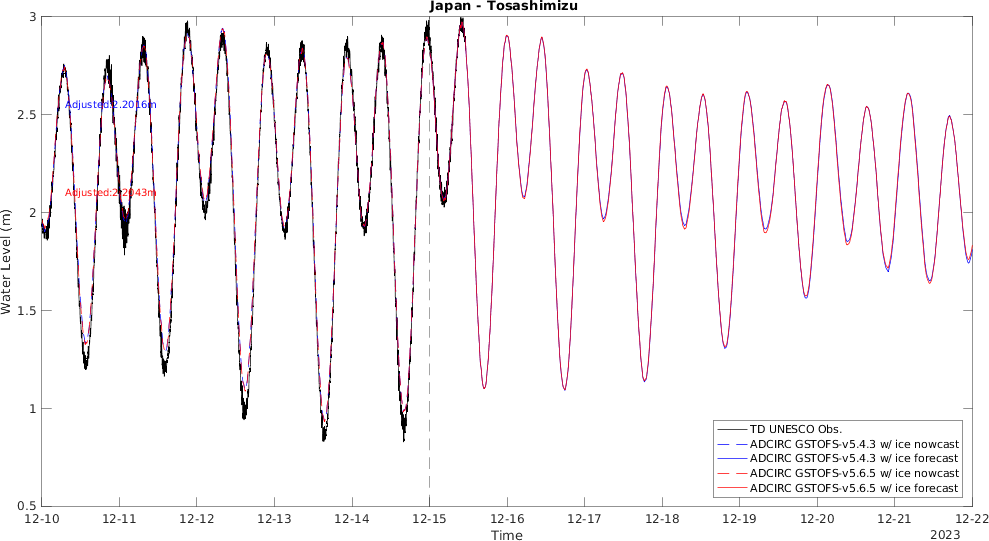 Japan - Tosashimizu
3
2.5
2
1.5
1
0.5
Water Level (m)
Adjusted:2.2016m
Adjusted:2.2043m
TD UNESCO Obs.
ADCIRC GSTOFS-v5.4.3 w/ ice nowcast
ADCIRC GSTOFS-v5.4.3 w/ ice forecast
ADCIRC GSTOFS-v5.6.5 w/ ice nowcast
ADCIRC GSTOFS-v5.6.5 w/ ice forecast
12-10 12-11 12-12 12-13 12-14 12-15 12-16 12-17 12-18 12-19 12-20 12-21 12-22
Time
2023